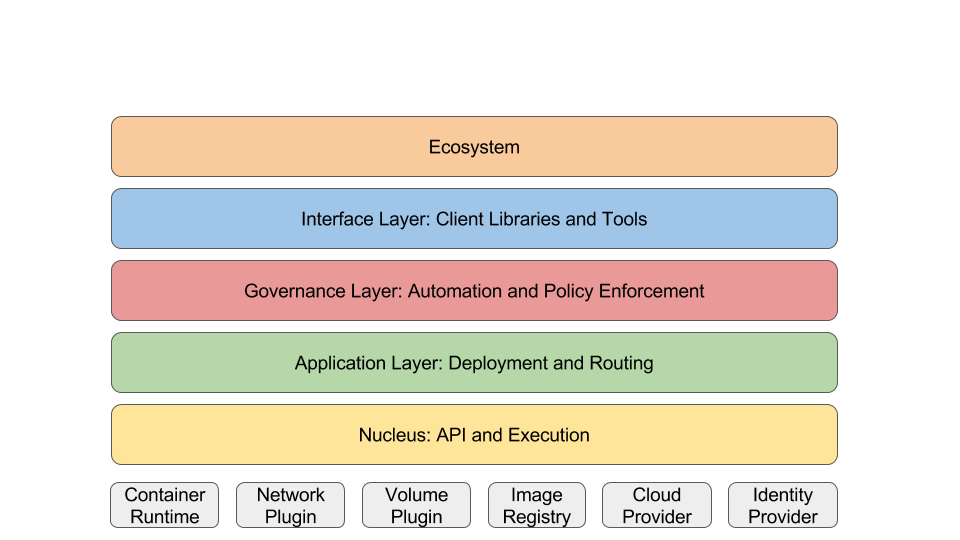 Ecosystem
Interface Layer: Client Libraries and Tools
Governance Layer: Automation and Policy Enforcement
Application Layer: Deployment and Routing
Nucleus: API and Execution
Container
Runtime
Network
Plugin
Volume
Plugin
Image
Registry
Cloud
Provider
Identity
Provider